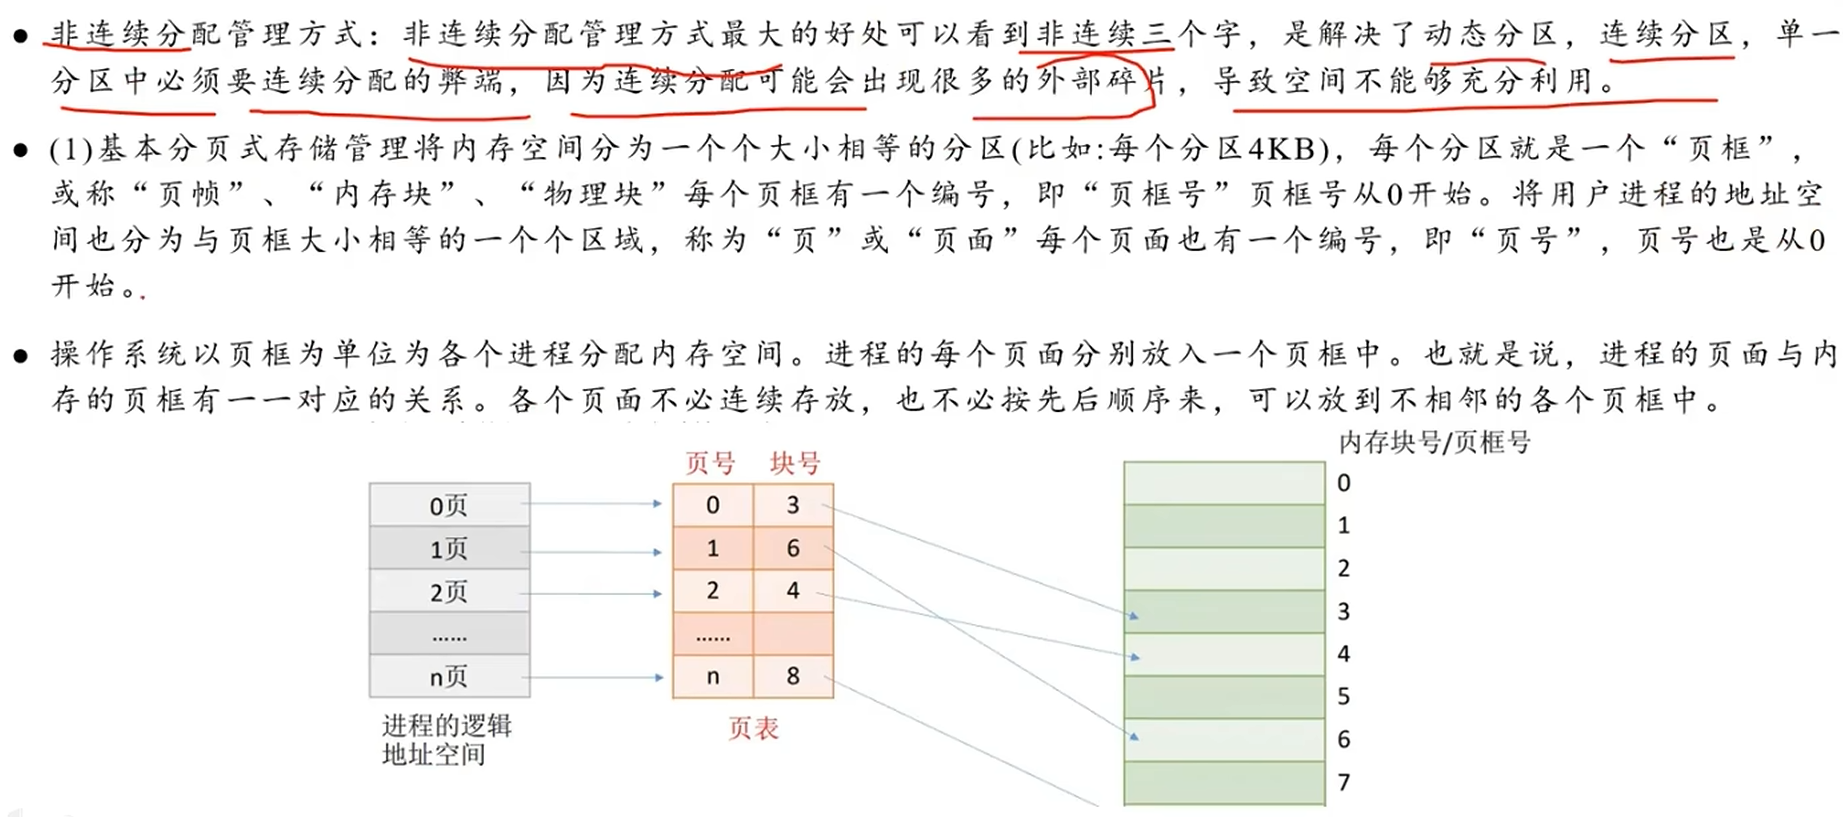 ● 非连续分配管理方式：非连续分配管理方式最大的好处可以看到非连续三个字，是解决了动态分区，连续分区，单一
分区中必须要连续分配的弊端，因为连续分配可能会出现很多的外部碎片，导致空间不能够充分利用。
● (1)基本分页式存储管理将内存空间分为一个个大小相等的分区(比如:每个分区4KB)，每个分区就是一个“页框”，
或称“页帧”、“内存块”、“物理块”每个页框有一个编号，即“页框号”页框号从0开始。将用户进程的地址空
间也分为与页框大小相等的一个个区域，称为“页”或“页面”每个页面也有一个编号，即“页号”，页号也是从0
开始。
● 操作系统以页框为单位为各个进程分配内存空间。进程的每个页面分别放入一个页框中。也就是说，进程的页面与内
存的页框有一一对应的关系。各个页面不必连续存放，也不必按先后顺序来，可以放到不相邻的各个页框中。
内存块号/页框号
页号 块号
0页
1页
2页
……
n页
进程的逻辑
地址空间
0 3
1 6
2 4
……
n 8
页表
0
1
2
3
4
5
6
7